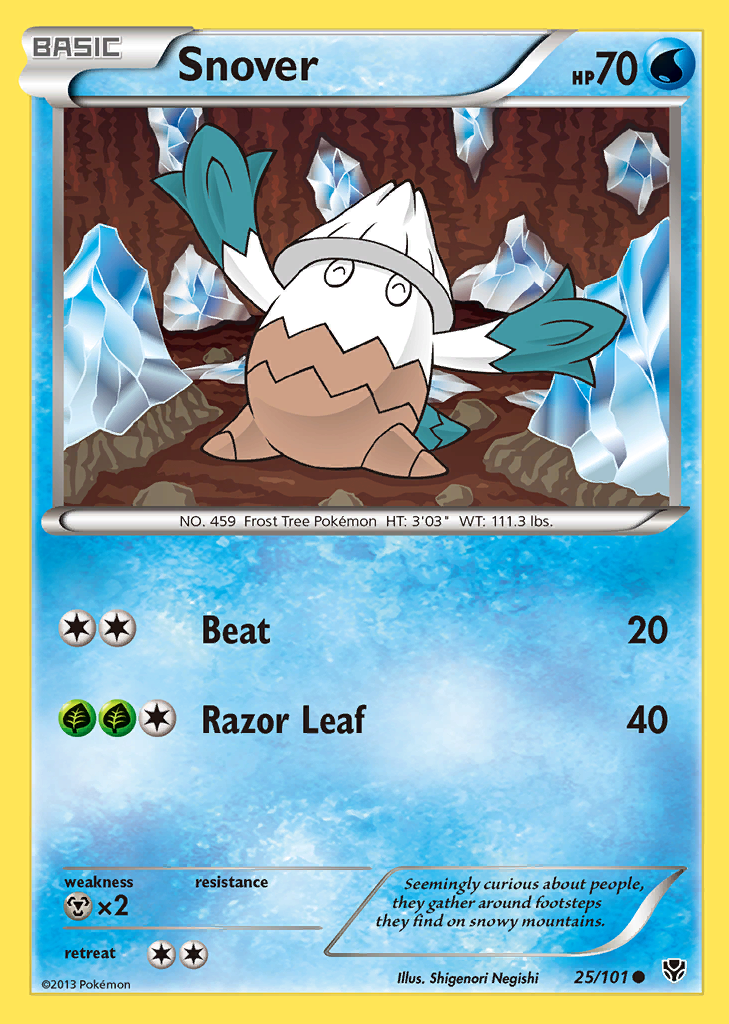 BASIC
Snover
HP70
NO. 459 Frost Tree Pokémon HT: 3'03" WT: 111.3 lbs.
Beat 20
Razor Leaf 40
weakness resistance
×2
retreat
Seemingly curious about people,
they gather around footsteps
they find on snowy mountains.
©2013 Pokémon
Illus. Shigenori Negishi
25/101